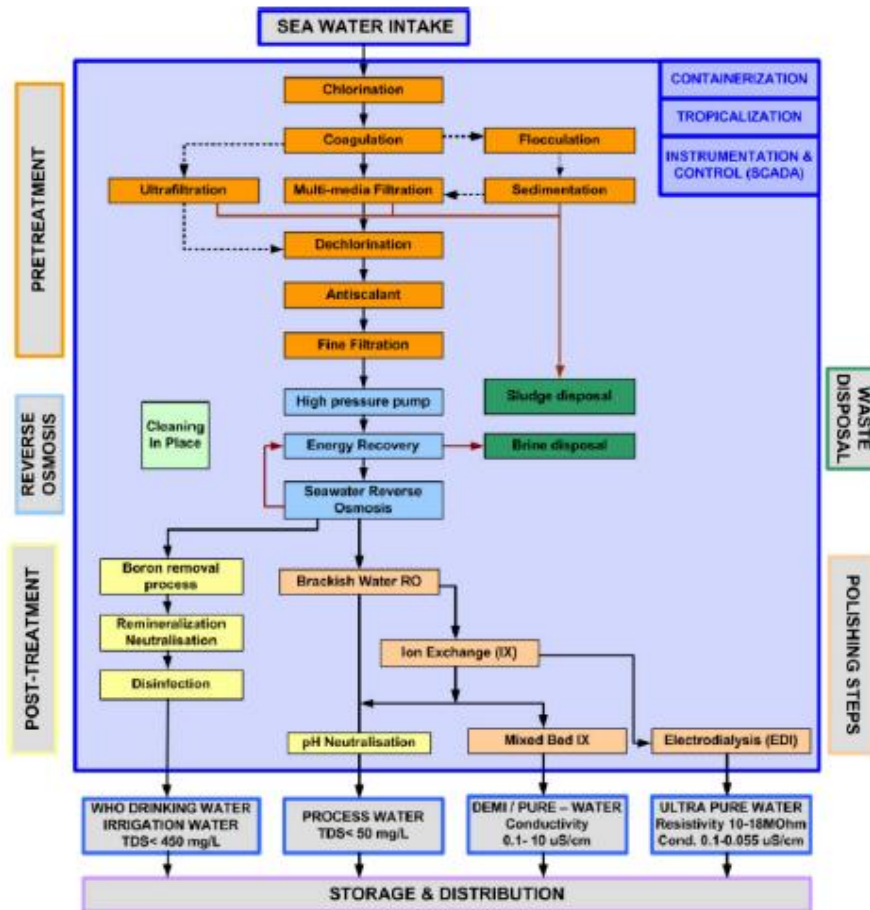 SEA WATER INTAKE
CONTAINERIZATION
TROPICALIZATION
INSTRUMENTATION &
CONTROL (SCADA)
PRETREATMENT
Chlorination
Coagulation
Flocculation
Ultrafiltration
Multi-media Filtration
Sedimentation
Dechlorination
Antiscalant
Fine Filtration
REVERSE
OSMOSIS
High pressure pump
Sludge disposal
Cleaning
In Place
Energy Recovery
Brine disposal
WASTE
DISPOSAL
Seawater Reverse
Osmosis
POST-TREATMENT
Boron removal
process
Brackish Water RO
Remineralization
Neutralisation
Ion Exchange (IX)
Disinfection
POLISHING STEPS
pH Neutralisation
Mixed Bed IX
Electrodialysis (EDI)
WHO DRINKING WATER
IRRIGATION WATER
TDS< 450 mg/L
PROCESS WATER
TDS< 50 mg/L
DEMI / PURE – WATER
Conductivity
0.1- 10 uS/cm
ULTRA PURE WATER
Resistivity 10-18MOhm
Cond. 0.1-0.055 uS/cm
STORAGE & DISTRIBUTION